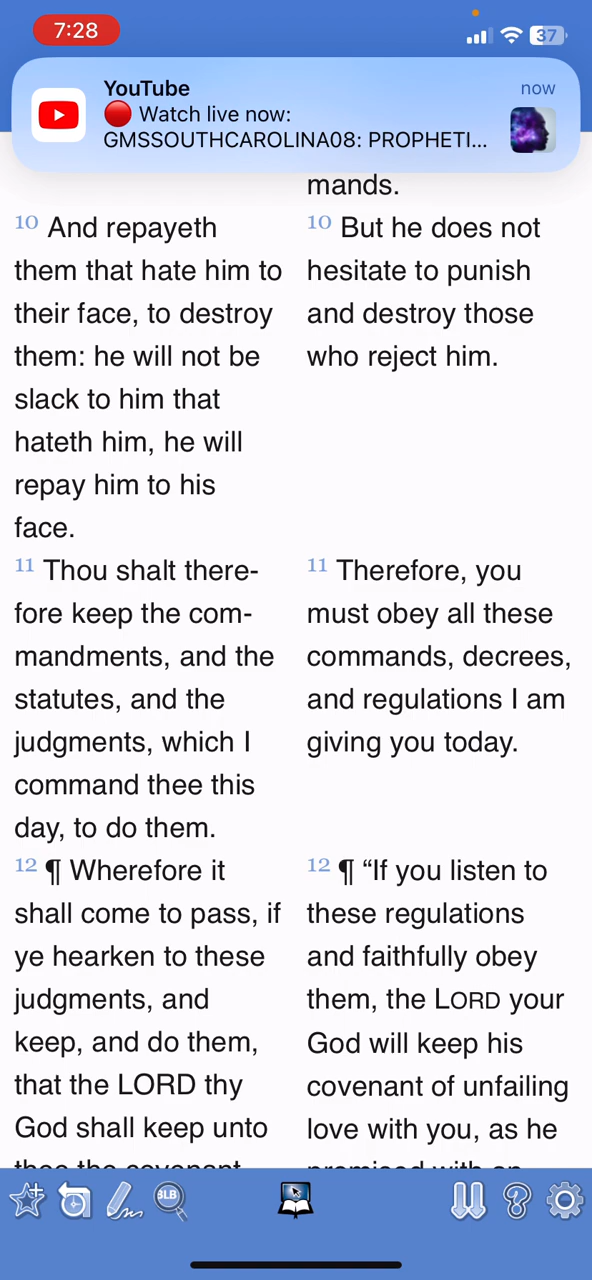 7:28
37
YouTube
now
🔴 Watch live now:
GMSSOUTHCAROLINA08: PROPHETI...
mands.
10 And repayeth
them that hate him to
their face, to destroy
them: he will not be
slack to him that
hateth him, he will
repay him to his
face.
10 But he does not
hesitate to punish
and destroy those
who reject him.
11 Thou shalt there-
fore keep the com-
mandments, and the
statutes, and the
judgments, which I
command thee this
day, to do them.
11 Therefore, you
must obey all these
commands, decrees,
and regulations I am
giving you today.
12 ¶ Wherefore it
shall come to pass, if
ye hearken to these
judgments, and
keep, and do them,
that the LORD thy
God shall keep unto
thee the covenant
12 ¶ “If you listen to
these regulations
and faithfully obey
them, the LORD your
God will keep his
covenant of unfailing
love with you, as he
promised with an
BLB